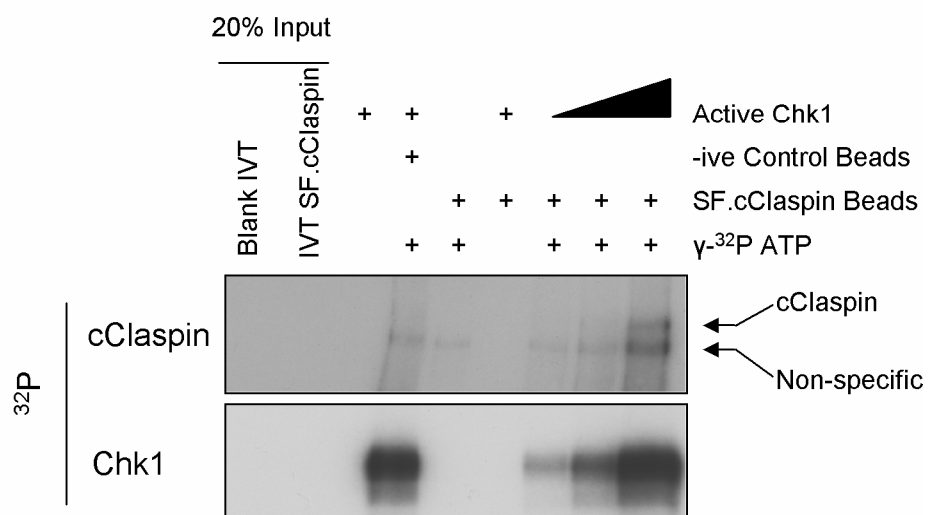 20% Input
Blank IVT
IVT SF.cClaspin
+ + + Active Chk1
+ -ive Control Beads
+ + + + + SF.cClaspin Beads
+ + + + + γ-³²P ATP
³²P
cClaspin
cClaspin
Non-specific
Chk1